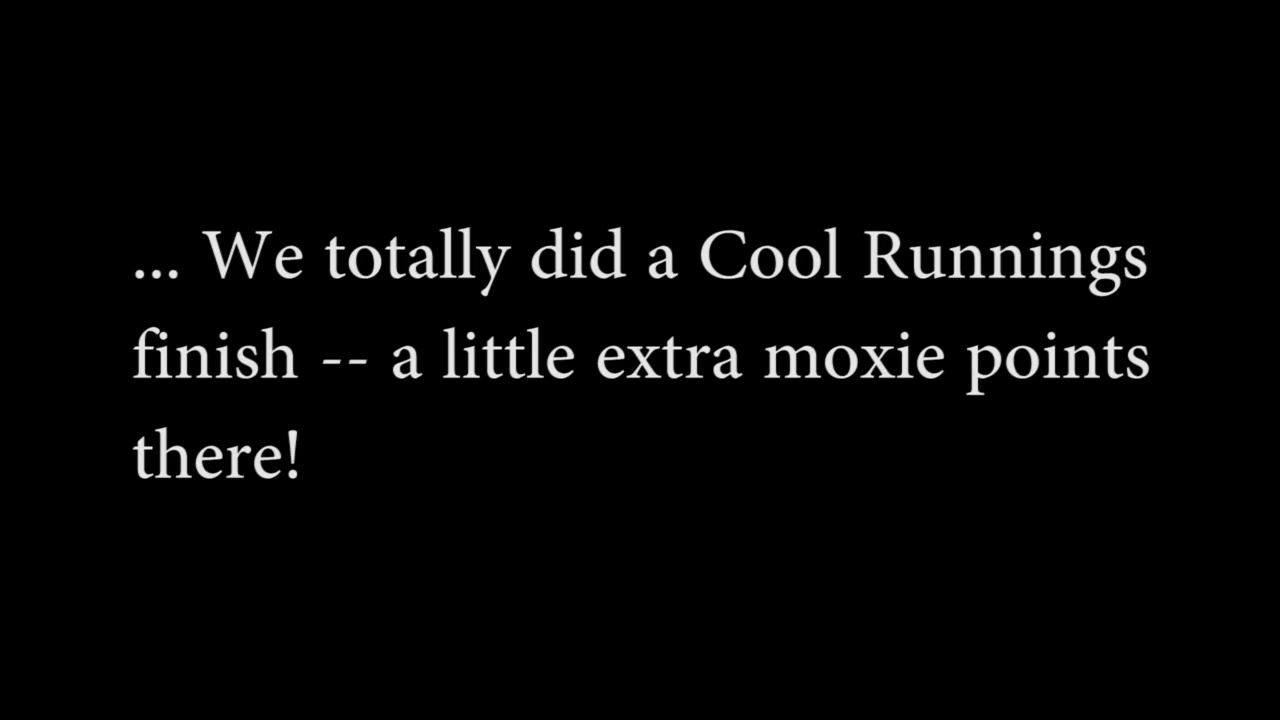 ... We totally did a Cool Runnings
finish -- a little extra moxie points
there!